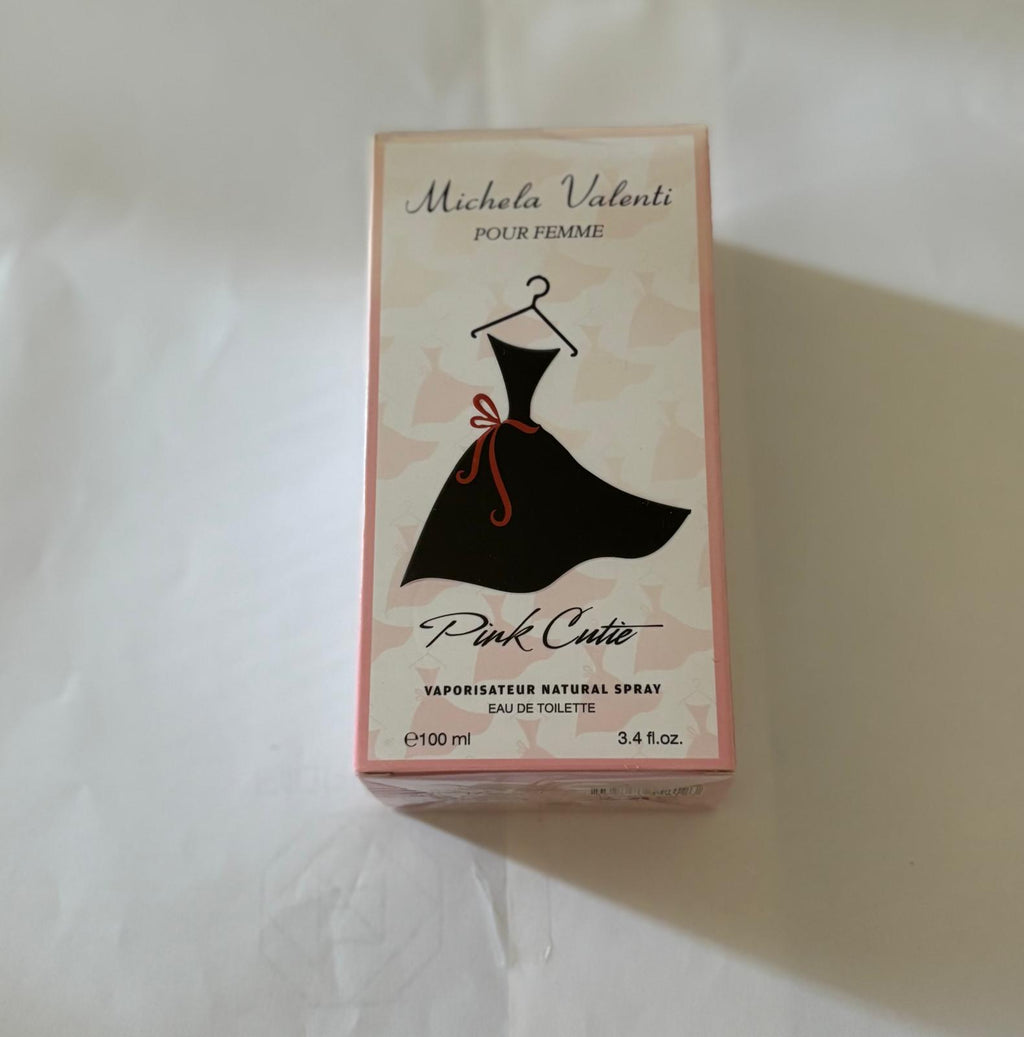 Michela Valenti
POUR FEMME
Pink Cutie
VAPORISATEUR NATURAL SPRAY
EAU DE TOILETTE
℮100 ml
3.4 fl.oz.